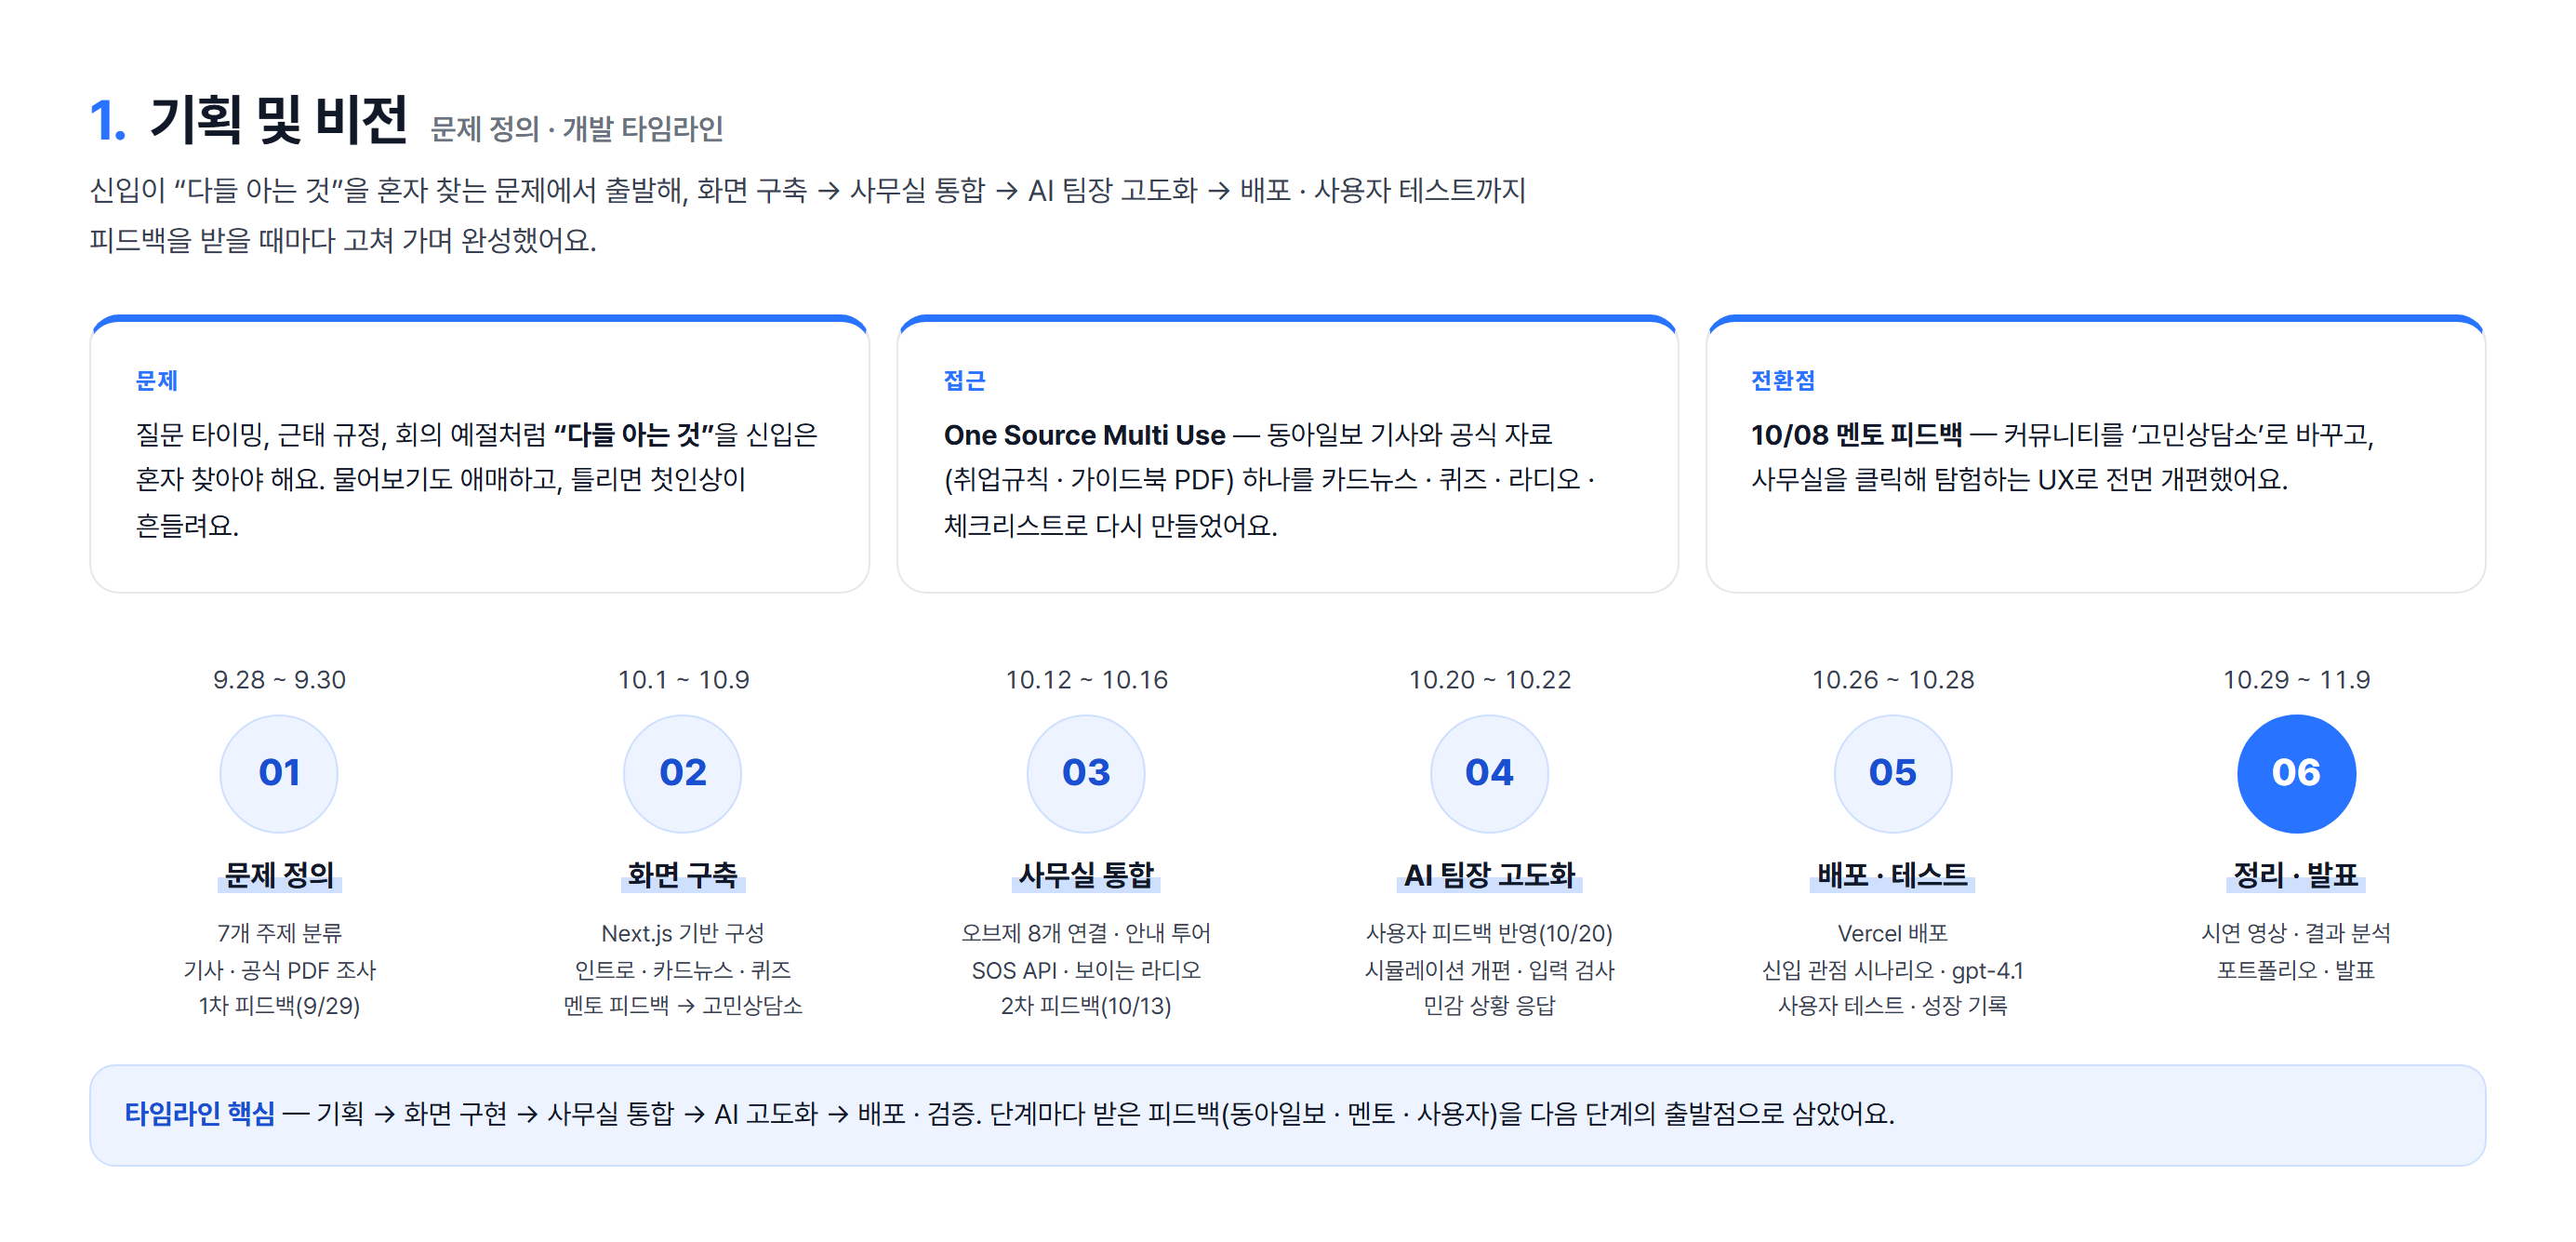 1. 기획 및 비전 문제 정의 · 개발 타임라인
신입이 “다들 아는 것”을 혼자 찾는 문제에서 출발해, 화면 구축 → 사무실 통합 → AI 팀장 고도화 → 배포 · 사용자 테스트까지
피드백을 받을 때마다 고쳐 가며 완성했어요.
문제
질문 타이밍, 근태 규정, 회의 예절처럼 “다들 아는 것”을 신입은
혼자 찾아야 해요. 물어보기도 애매하고, 틀리면 첫인상이
흔들려요.
접근
One Source Multi Use — 동아일보 기사와 공식 자료
(취업규칙 · 가이드북 PDF) 하나를 카드뉴스 · 퀴즈 · 라디오 ·
체크리스트로 다시 만들었어요.
전환점
10/08 멘토 피드백 — 커뮤니티를 ‘고민상담소’로 바꾸고,
사무실을 클릭해 탐험하는 UX로 전면 개편했어요.
9.28 ~ 9.30
01
문제 정의
7개 주제 분류
기사 · 공식 PDF 조사
1차 피드백(9/29)
10.1 ~ 10.9
02
화면 구축
Next.js 기반 구성
인트로 · 카드뉴스 · 퀴즈
멘토 피드백 → 고민상담소
10.12 ~ 10.16
03
사무실 통합
오브제 8개 연결 · 안내 투어
SOS API · 보이는 라디오
2차 피드백(10/13)
10.20 ~ 10.22
04
AI 팀장 고도화
사용자 피드백 반영(10/20)
시뮬레이션 개편 · 입력 검사
민감 상황 응답
10.26 ~ 10.28
05
배포 · 테스트
Vercel 배포
신입 관점 시나리오 · gpt-4.1
사용자 테스트 · 성장 기록
10.29 ~ 11.9
06
정리 · 발표
시연 영상 · 결과 분석
포트폴리오 · 발표
타임라인 핵심 — 기획 → 화면 구현 → 사무실 통합 → AI 고도화 → 배포 · 검증. 단계마다 받은 피드백(동아일보 · 멘토 · 사용자)을 다음 단계의 출발점으로 삼았어요.